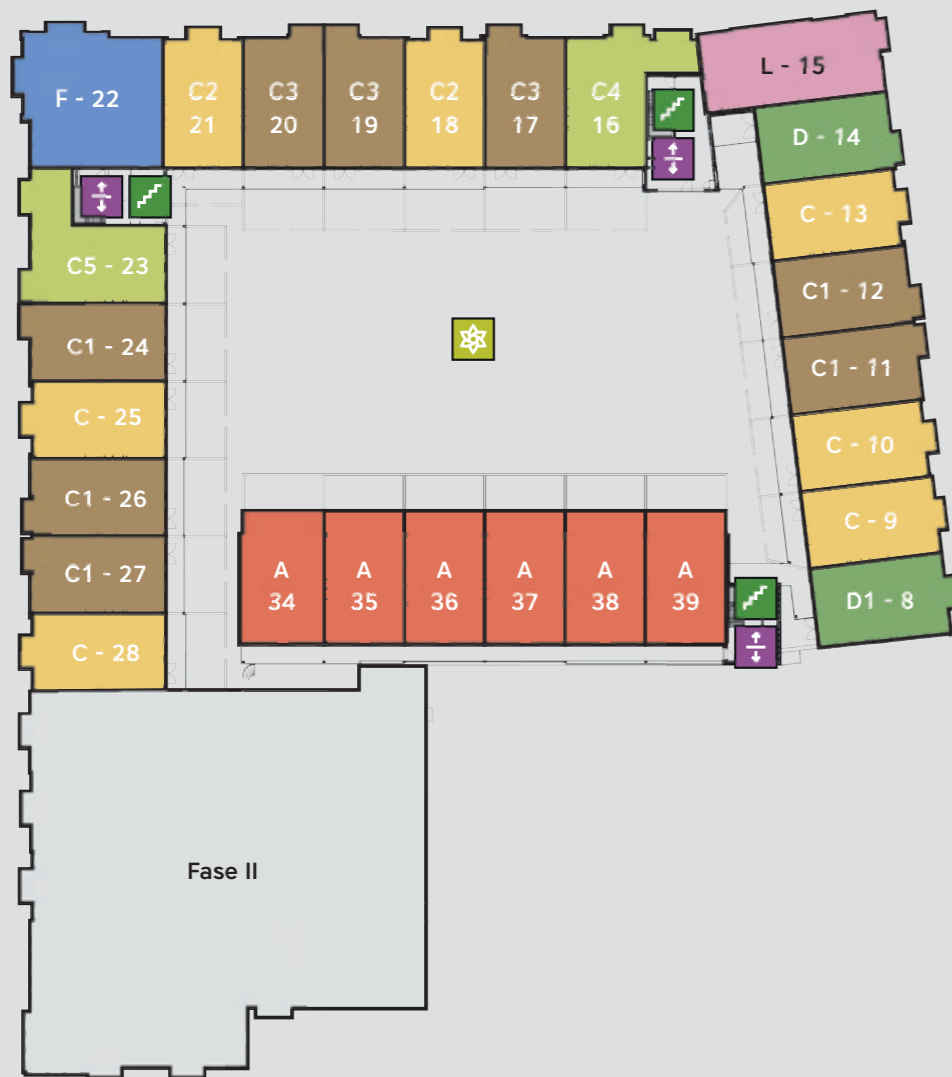 F - 22
C2
21
C3
20
C3
19
C2
18
C3
17
C4
16
L - 15
D - 14
C - 13
C1 - 12
C1 - 11
C - 10
C - 9
D1 - 8
C5 - 23
C1 - 24
C - 25
C1 - 26
C1 - 27
C - 28
A
34
A
35
A
36
A
37
A
38
A
39
Fase II